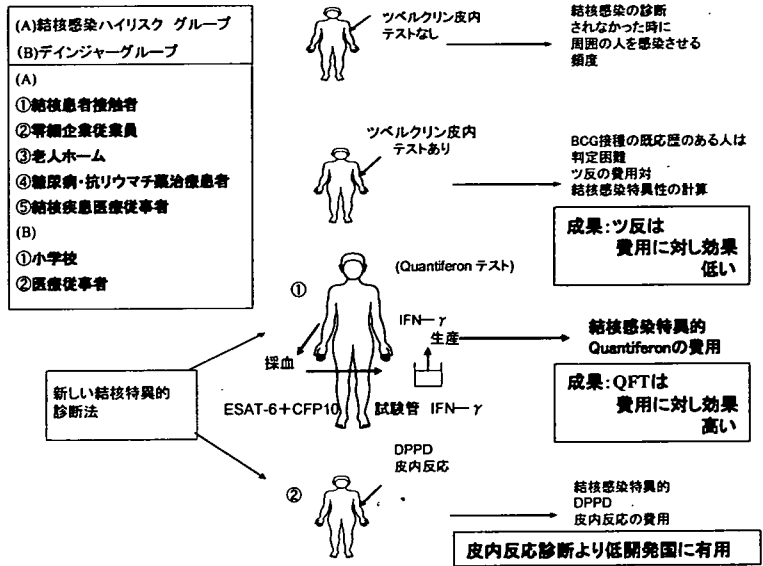 (A)結核感染ハイリスク グループ
(B)デインジャーグループ
(A)
①結核患者接触者
②零細企業従業員
③老人ホーム
④糖尿病・抗リウマチ薬治療患者
⑤結核疾患医療従事者
(B)
①小学校
②医療従事者
ツベルクリン皮内
テストなし
結核感染の診断
されなかった時に
周囲の人を感染させる
頻度
ツベルクリン皮内
テストあり
BCG接種の既応歴のある人は
判定困難
ツ反の費用対
結核感染特異性の計算
成果:ツ反は
費用に対し効果
低い
新しい結核特異的
診断法
①
(Quantiferon テスト)
IFN―γ
生産
採血
ESAT-6+CFP10
試験管
IFN―γ
結核感染特異的
Quantiferonの費用
成果:QFTは
費用に対し効果
高い
②
DPPD
皮内反応
結核感染特異的
DPPD
皮内反応の費用
皮内反応診断より低開発国に有用